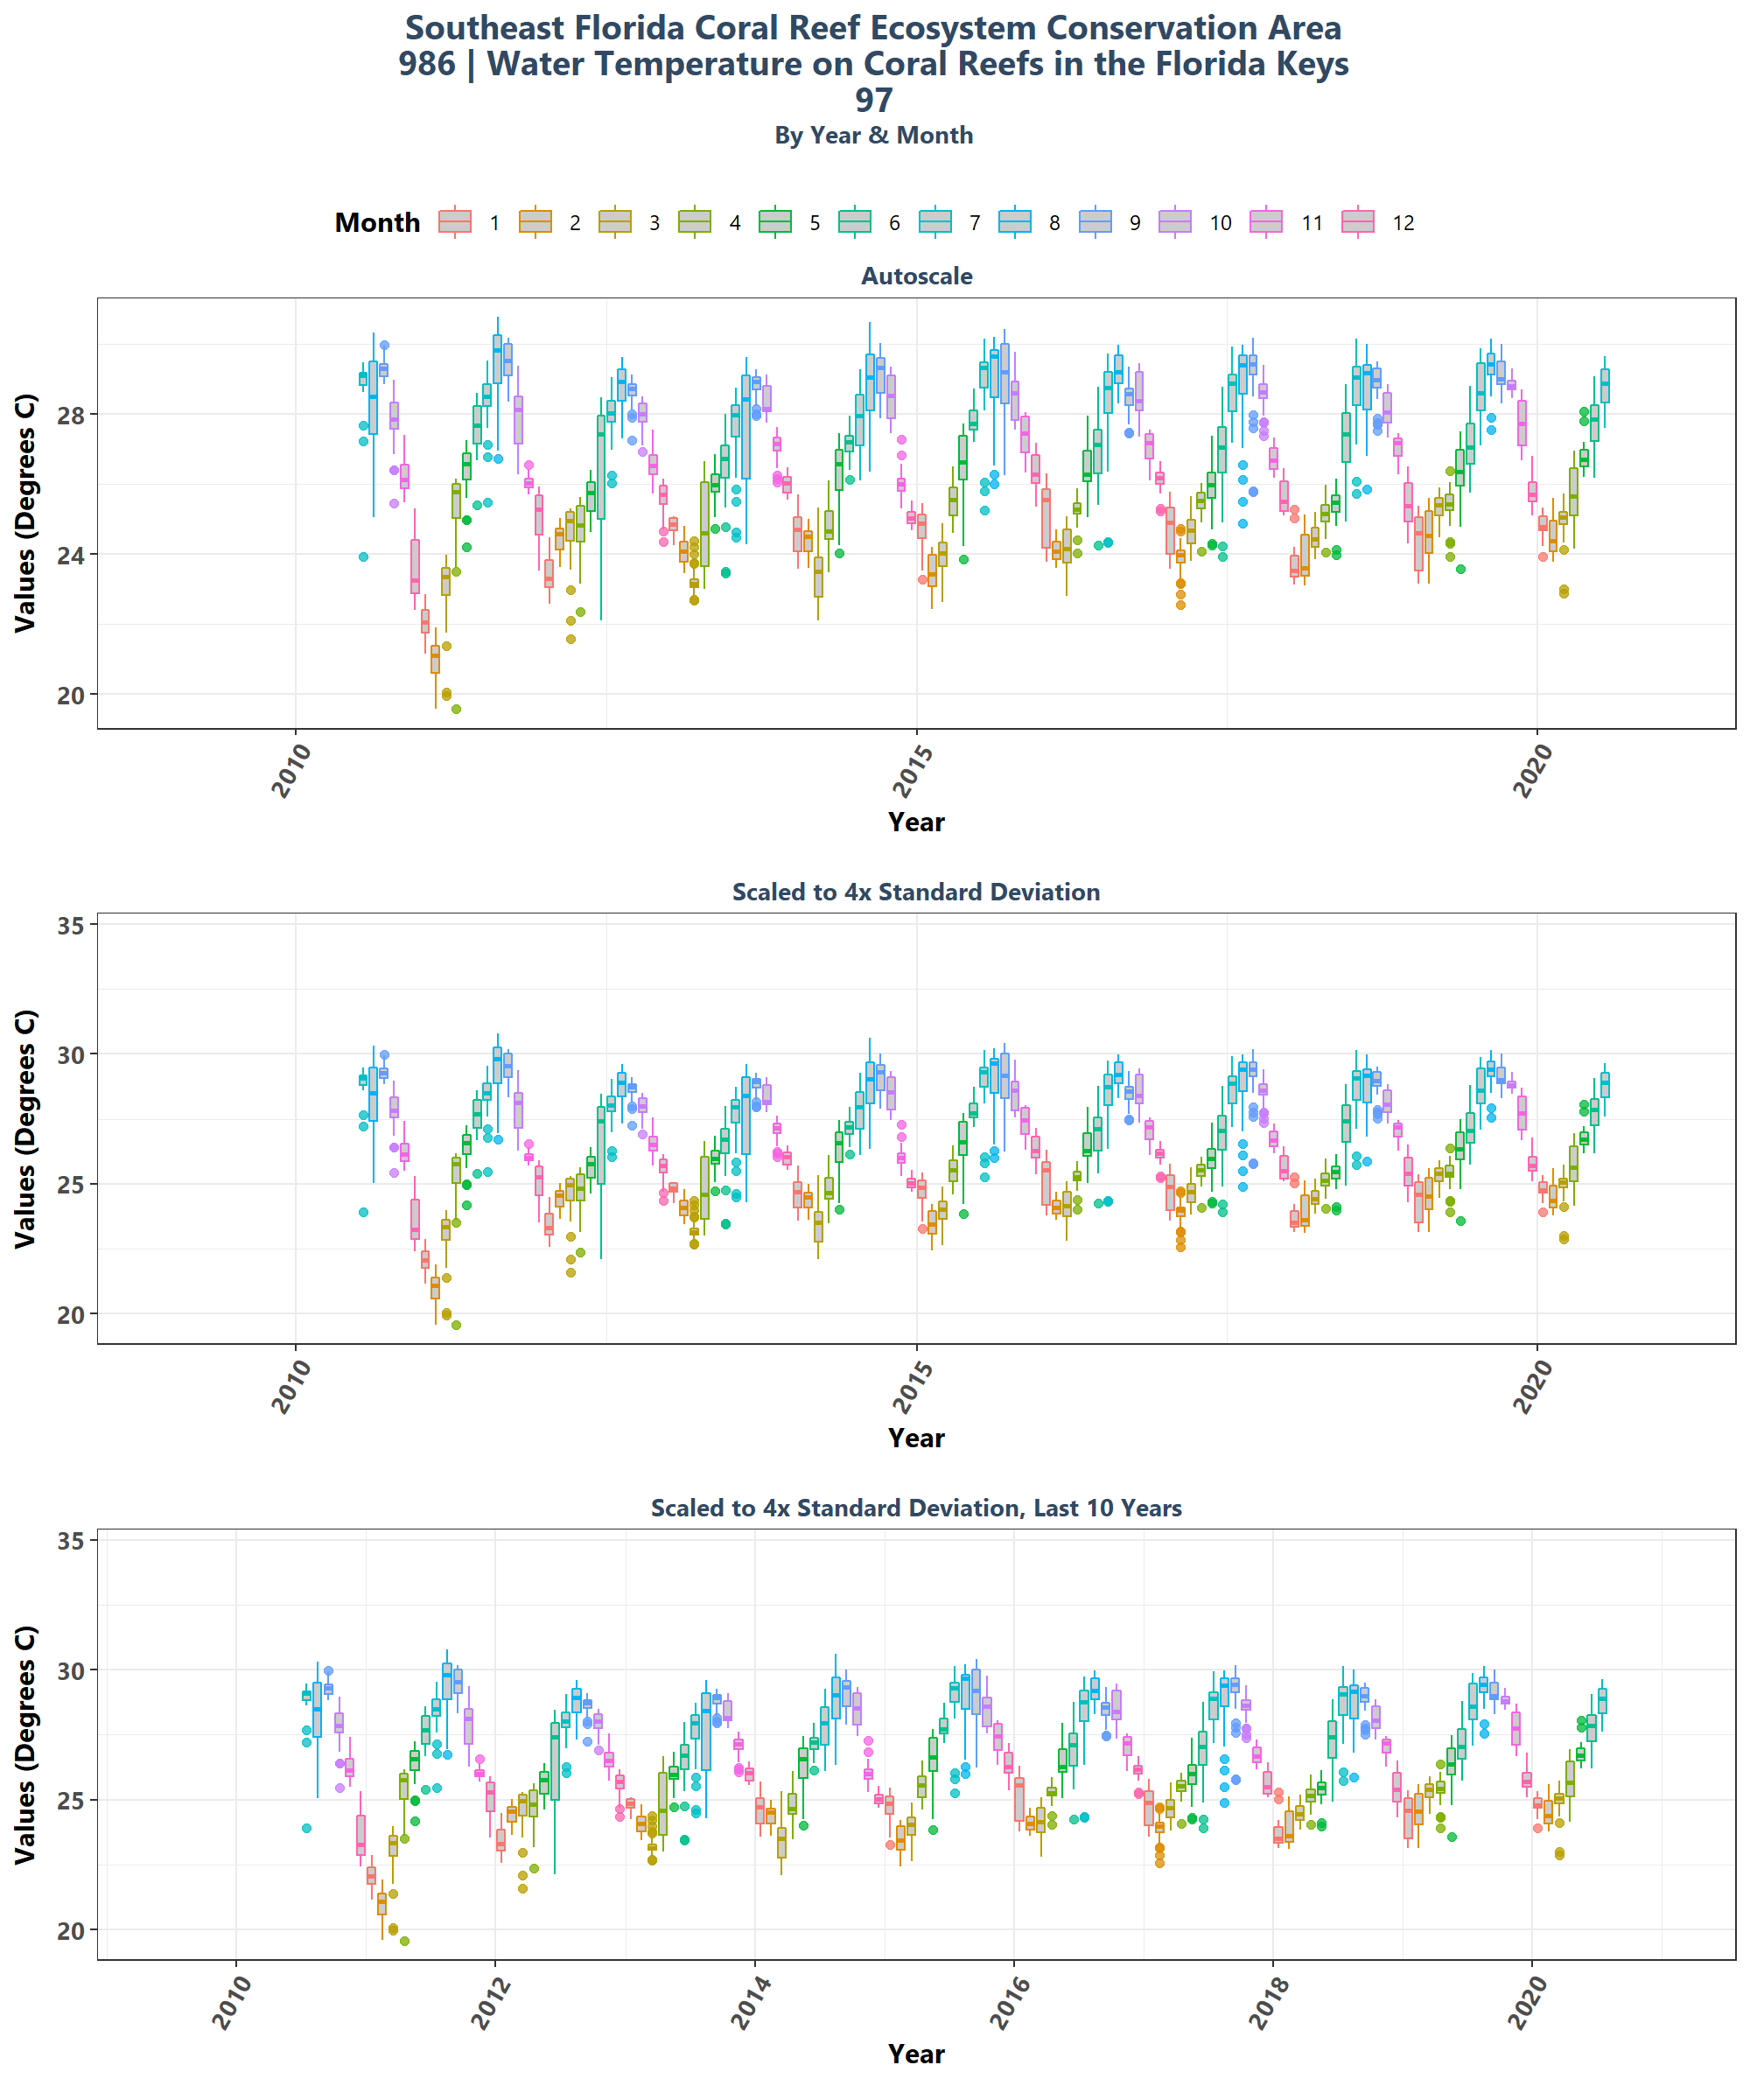 Southeast Florida Coral Reef Ecosystem Conservation Area
986 | Water Temperature on Coral Reefs in the Florida Keys
97
By Year & Month
Month 1 2 3 4 5 6 7 8 9 10 11 12
Autoscale
Values (Degrees C)
28
24
20
2010 2015 2020
Year
Scaled to 4x Standard Deviation
Values (Degrees C)
35
30
25
20
2010 2015 2020
Year
Scaled to 4x Standard Deviation, Last 10 Years
Values (Degrees C)
35
30
25
20
2010 2012 2014 2016 2018 2020
Year